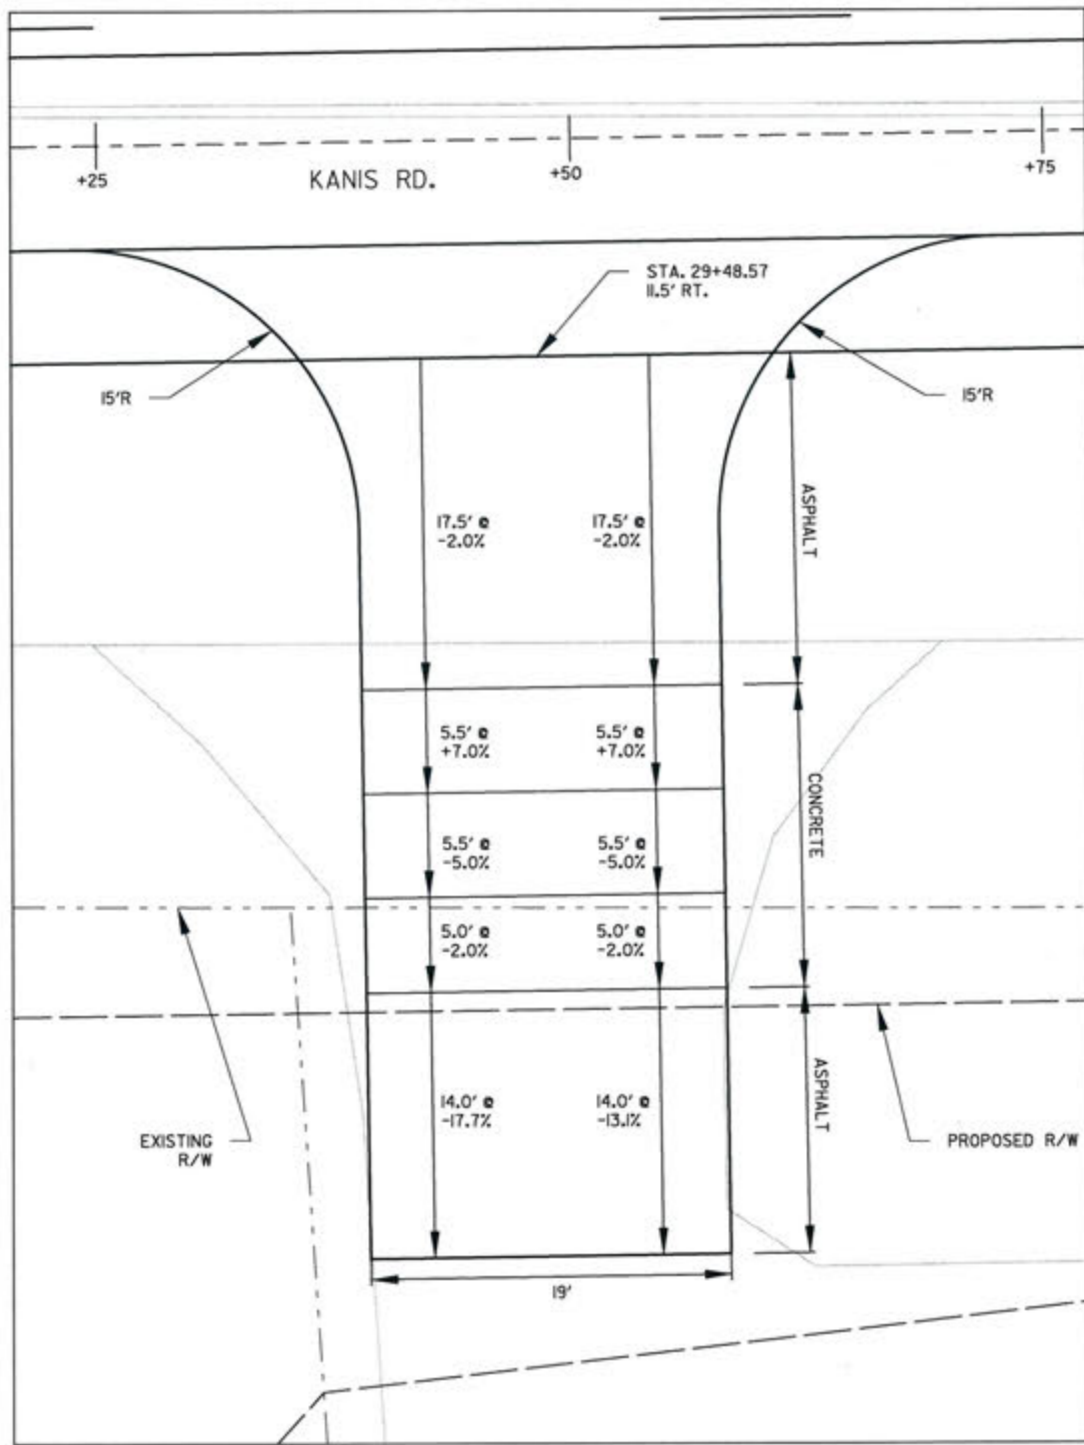 +25
KANIS RD.
+50
+75
STA. 29+48.57
11.5' RT.
15'R
15'R
17.5' @
-2.0%
17.5' @
-2.0%
ASPHALT
5.5' @
+7.0%
5.5' @
+7.0%
CONCRETE
5.5' @
-5.0%
5.5' @
-5.0%
5.0' @
-2.0%
5.0' @
-2.0%
14.0' @
-17.7%
14.0' @
-13.1%
ASPHALT
EXISTING
R/W
PROPOSED R/W
19'